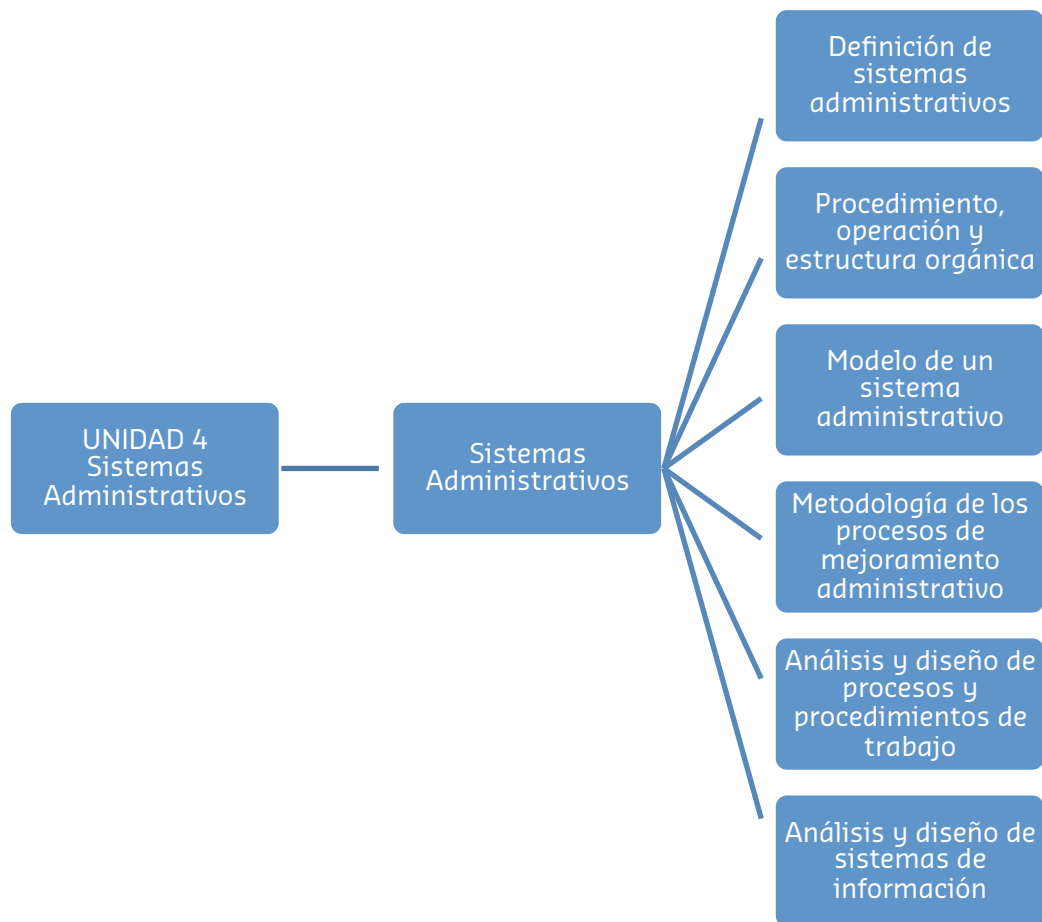 UNIDAD 4
Sistemas
Administrativos
Sistemas
Administrativos
Definición de
sistemas
administrativos
Procedimiento,
operación y
estructura orgánica
Modelo de un
sistema
administrativo
Metodología de los
procesos de
mejoramiento
administrativo
Análisis y diseño de
procesos y
procedimientos de
trabajo
Análisis y diseño de
sistemas de
información